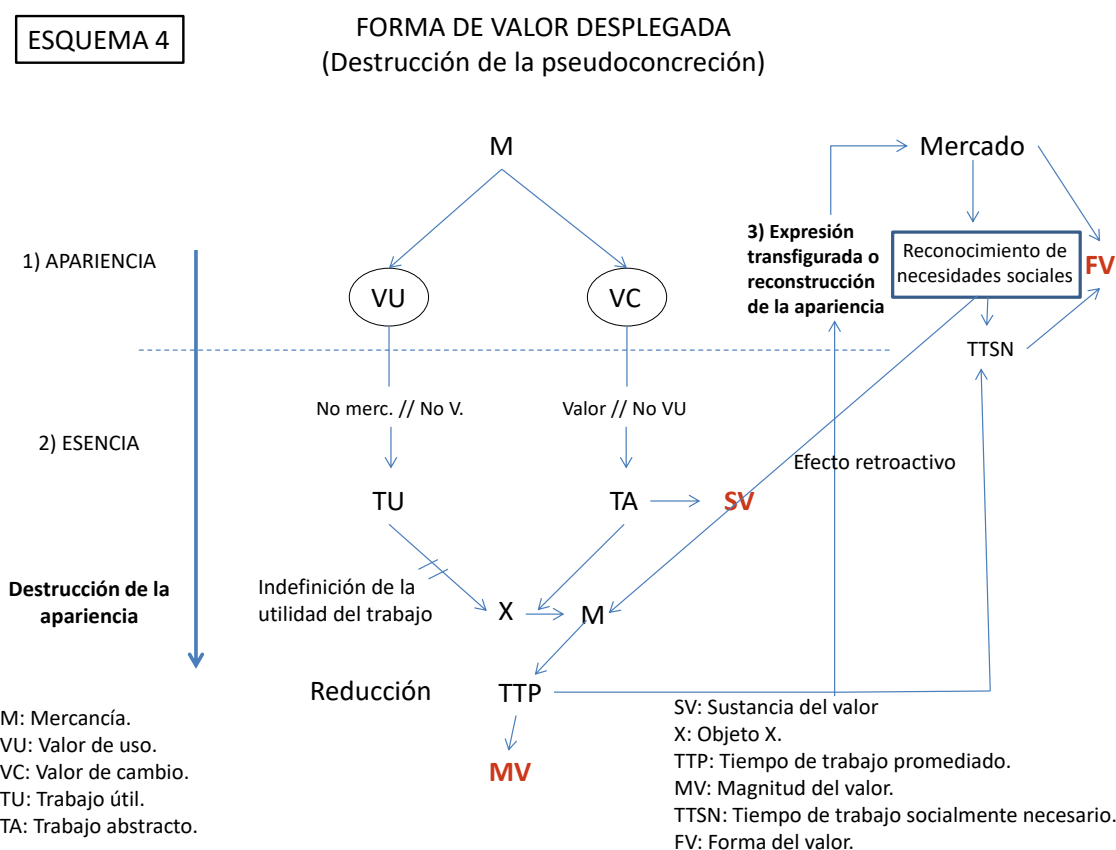 ESQUEMA 4
FORMA DE VALOR DESPLEGADA
(Destrucción de la pseudoconcreción)
M
Mercado
1) APARIENCIA
VU
VC
3) Expresión
transfigurada o
reconstrucción
de la apariencia
Reconocimiento de
necesidades sociales
FV
TTSN
No merc. // No V.
Valor // No VU
2) ESENCIA
Efecto retroactivo
TU
TA
SV
Destrucción de la
apariencia
Indefinición de la
utilidad del trabajo
X
M
Reducción
TTP
MV
M: Mercancía.
VU: Valor de uso.
VC: Valor de cambio.
TU: Trabajo útil.
TA: Trabajo abstracto.
SV: Sustancia del valor
X: Objeto X.
TTP: Tiempo de trabajo promediado.
MV: Magnitud del valor.
TTSN: Tiempo de trabajo socialmente necesario.
FV: Forma del valor.